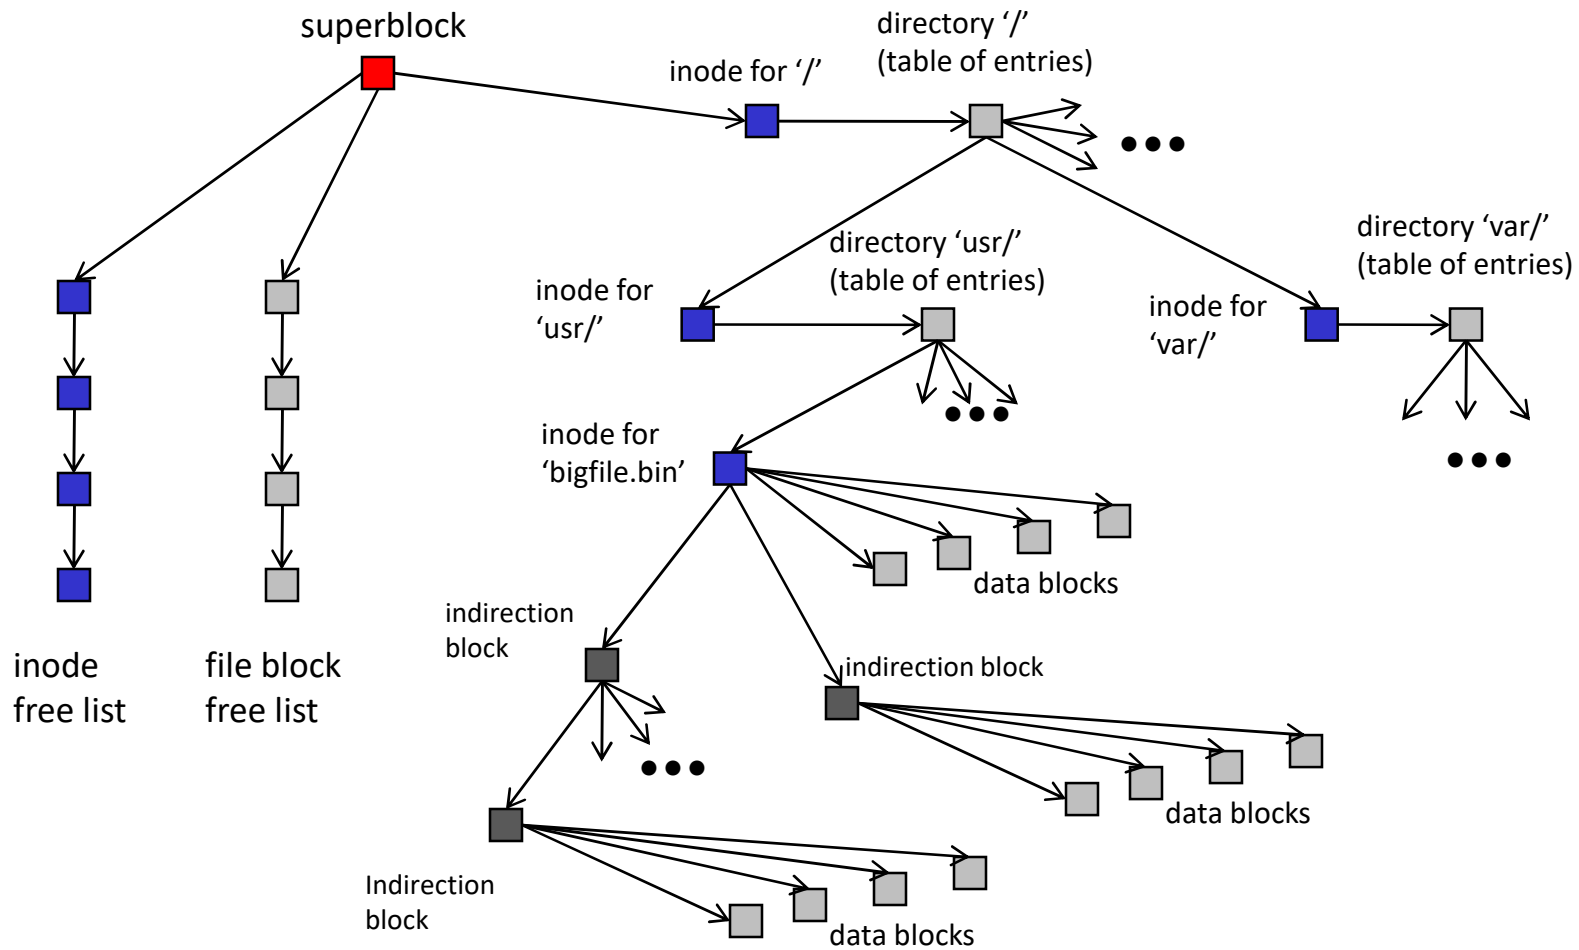 superblock
directory ‘/’
(table of entries)
inode for ‘/’
directory ‘usr/’
(table of entries)
directory ‘var/’
(table of entries)
inode for
‘usr/’
inode for
‘var/’
inode for
‘bigfile.bin’
data blocks
indirection
block
indirection block
inode
free list
file block
free list
data blocks
Indirection
block
data blocks